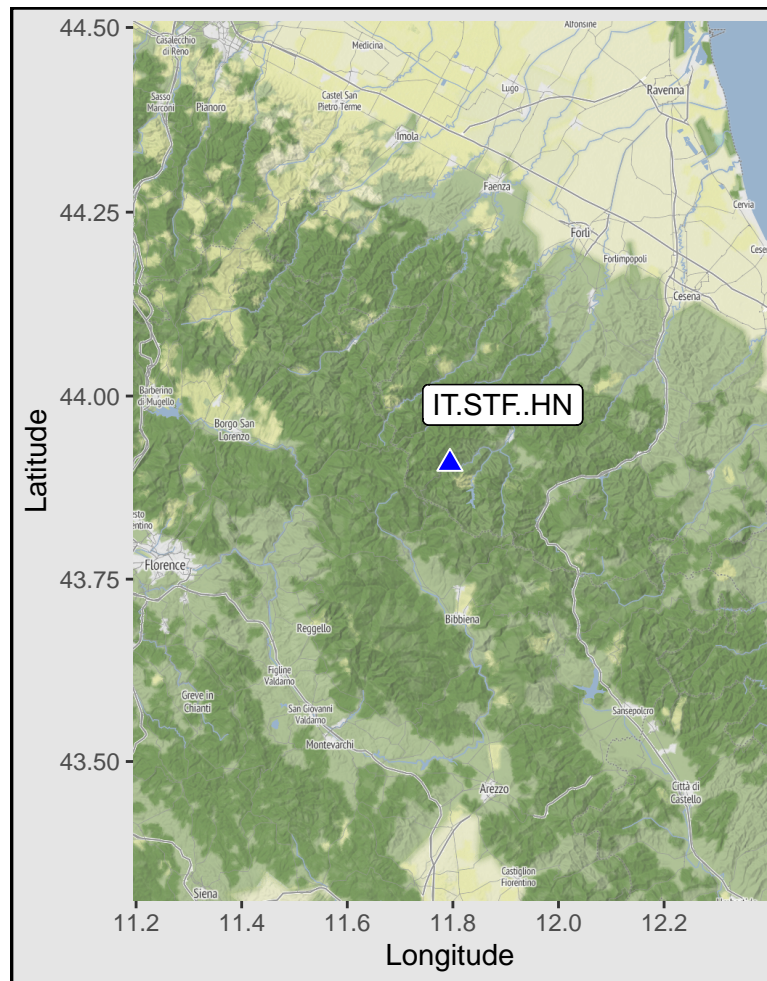 44.50
44.25
44.00
43.75
43.50
Latitude
Alfonsine
Casalecchio
di Reno
Medicina
Sasso
Marconi
Pianoro
Castel San
Pietro Terme
Lugo
Ravenna
Imola
Faenza
Cervia
Forlì
Forlimpopoli
Cesena
Barberino
di Mugello
IT.STF..HN
Borgo San
Lorenzo
Florence
Bibbiena
Reggello
Figline
Valdarno
Greve in
Chianti
San Giovanni
Valdarno
Sansepolcro
Montevarchi
Arezzo
Città di
Castello
Castiglion
Fiorentino
Siena
11.2
11.4
11.6
11.8
12.0
12.2
Longitude